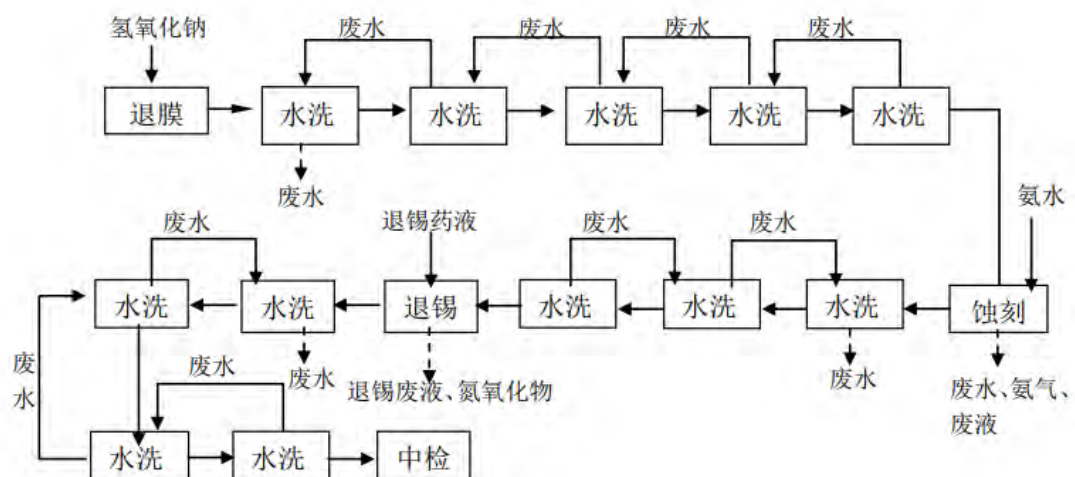 氢氧化钠
废水
废水
废水
废水
退膜
水洗
水洗
水洗
水洗
水洗
废水
氨水
废水
退锡药液
废水
废水
水洗
水洗
退锡
水洗
水洗
水洗
蚀刻
废水
废水
退锡废液、氮氧化物
废水
废水、氨气、
废液
废水
水洗
水洗
中检